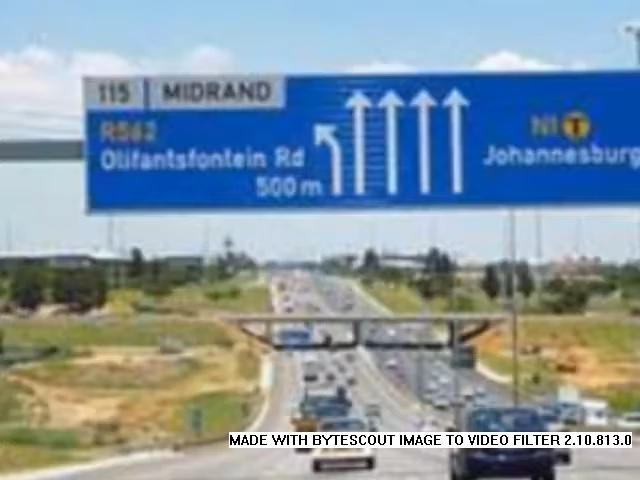 115 MIDRAND
R562
Olifantsfontein Rd
500 m
N1 T
Johannesburg
MADE WITH BYTESCOUT IMAGE TO VIDEO FILTER 2.10.813.0